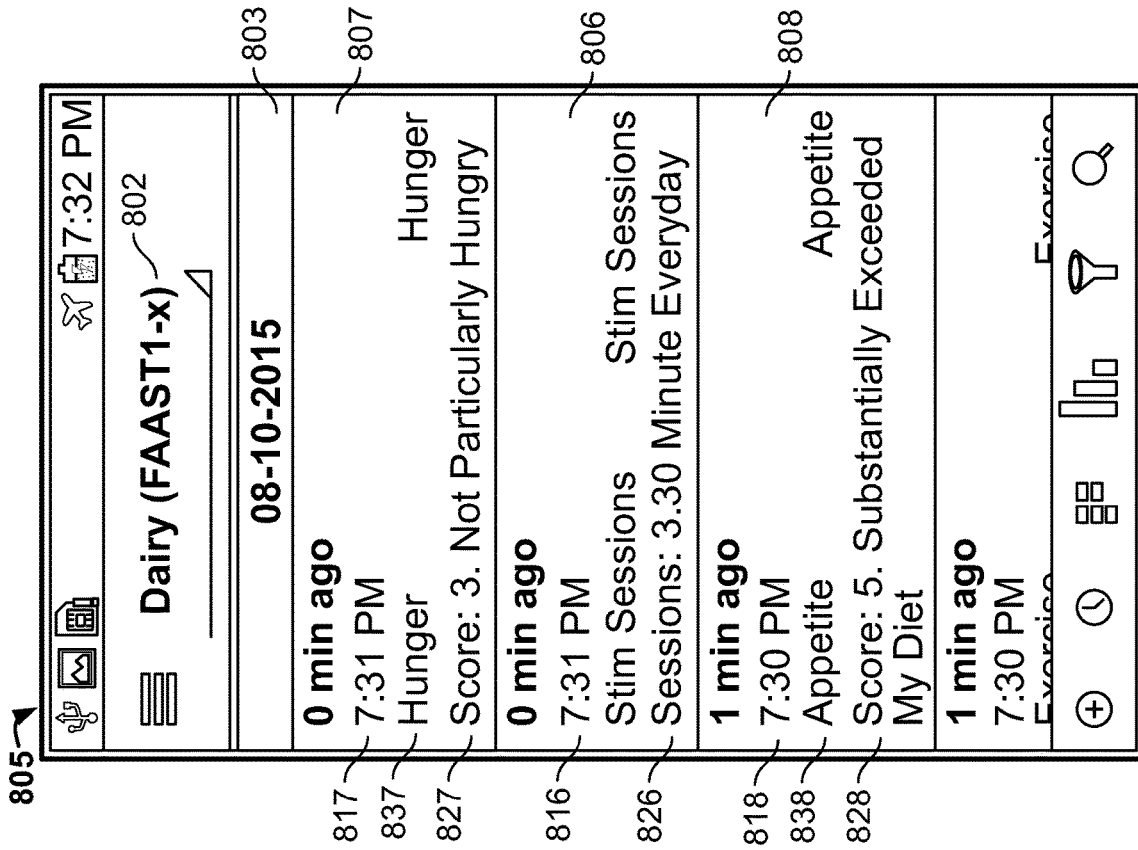 805
7:32 PM
Dairy (FAAST1-x)
802
08-10-2015
803
0 min ago
807
817
7:31 PM
837
Hunger Hunger
827
Score: 3. Not Particularly Hungry
0 min ago
806
816
7:31 PM
Stim Sessions Stim Sessions
826
Sessions: 3.30 Minute Everyday
1 min ago
808
818
7:30 PM
838
Appetite Appetite
828
Score: 5. Substantially Exceeded
My Diet
1 min ago
7:30 PM
Exercise Exercise